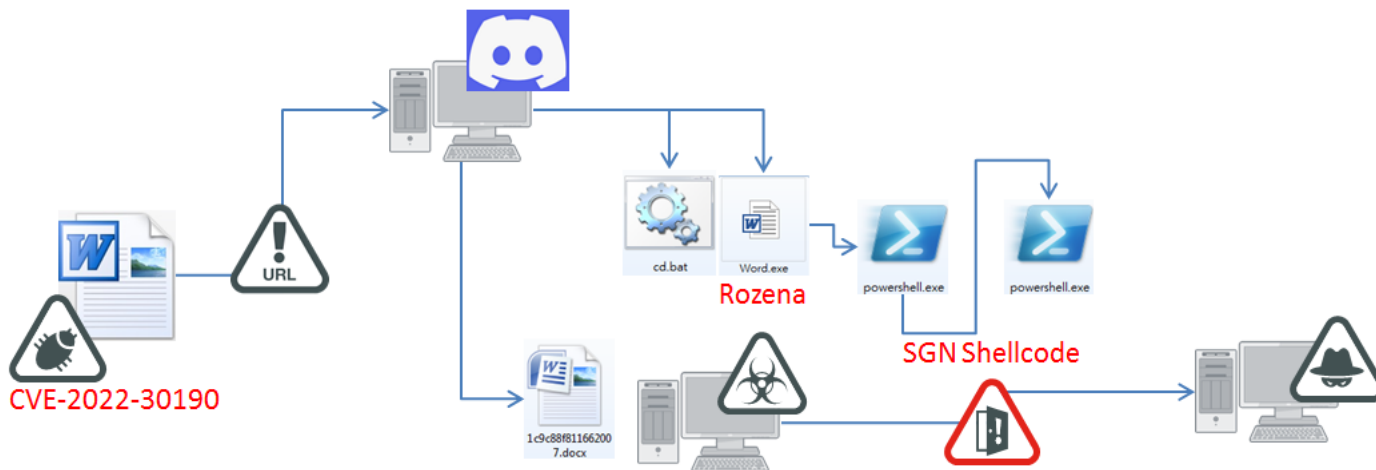 URL
cd.bat
Word.exe
Rozena
powershell.exe
powershell.exe
CVE-2022-30190
SGN Shellcode
1c9c88f81166200
7.docx